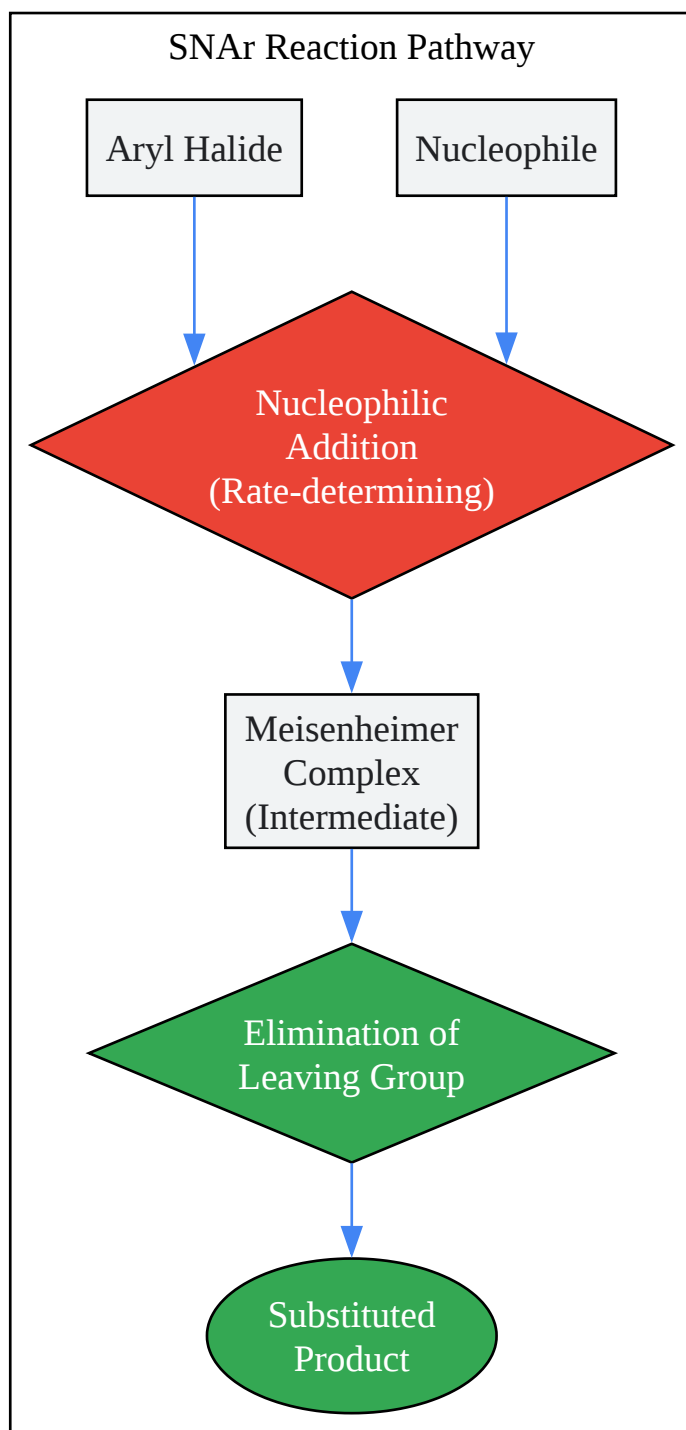 SNAr Reaction Pathway
Aryl Halide
Nucleophile
Nucleophilic
Addition
(Rate-determining)
Meisenheimer
Complex
(Intermediate)
Elimination of
Leaving Group
Substituted
Product